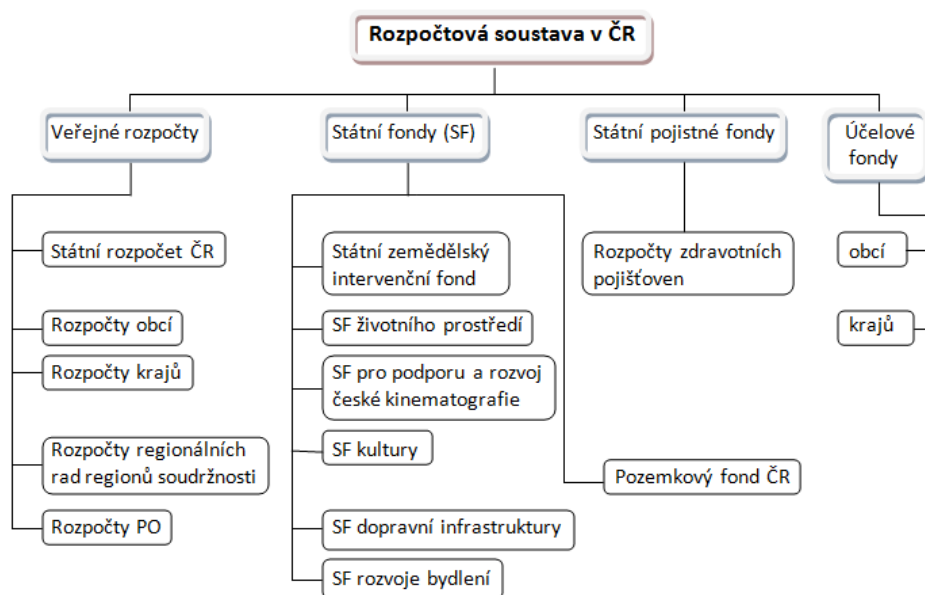 Rozpočtová soustava v ČR
Veřejné rozpočty
Státní fondy (SF)
Státní pojistné fondy
Účelové
fondy
Státní rozpočet ČR
Rozpočty obcí
Rozpočty krajů
Rozpočty regionálních
rad regionů soudržnosti
Rozpočty PO
Státní zemědělský
intervenční fond
SF životního prostředí
SF pro podporu a rozvoj
české kinematografie
SF kultury
SF dopravní infrastruktury
SF rozvoje bydlení
Pozemkový fond ČR
Rozpočty zdravotních
pojišťoven
obcí
krajů